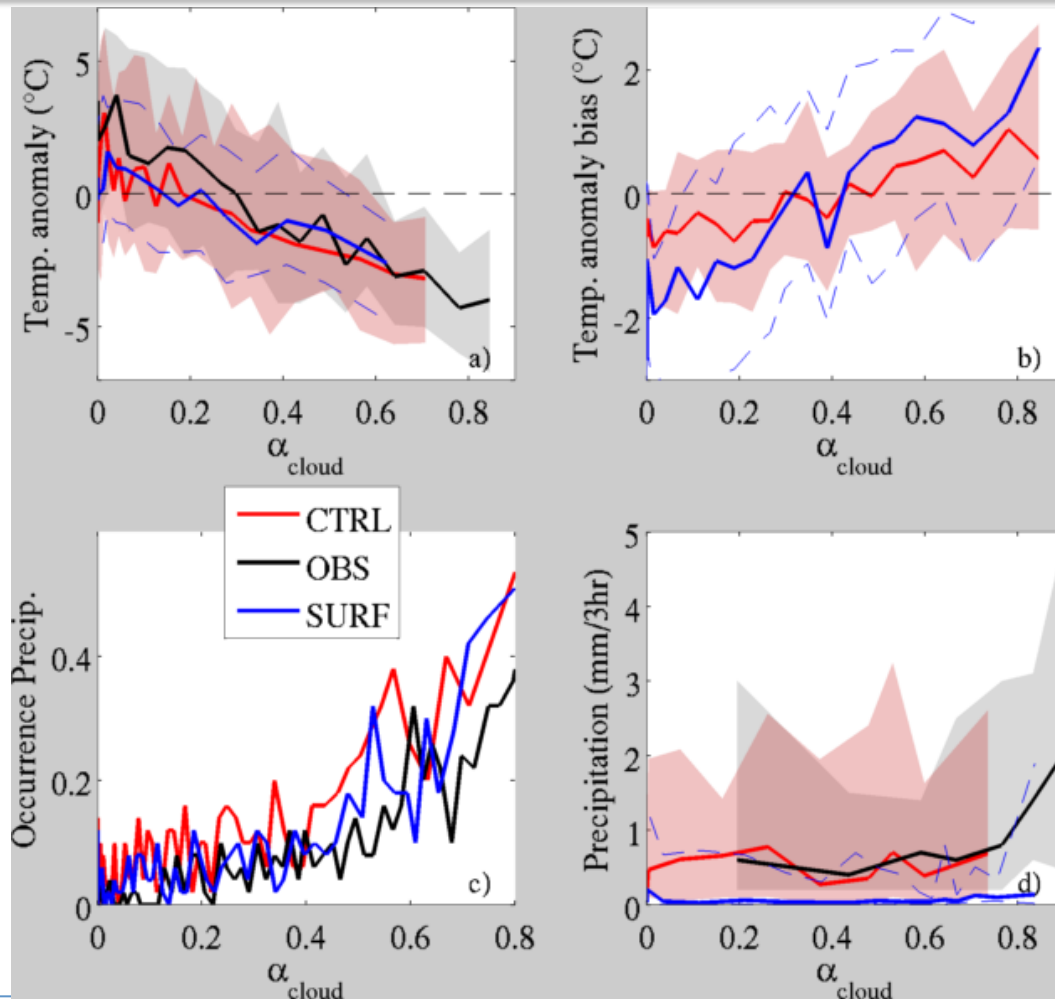 Temp. anomaly (°C)
5
0
-5
a)
0 0.2 0.4 0.6 0.8
α cloud
Temp. anomaly bias (°C)
2
0
-2
b)
0 0.2 0.4 0.6 0.8
α cloud
CTRL
OBS
SURF
Occurrence Precip.
0.4
0.2
0
c)
0 0.2 0.4 0.6 0.8
α cloud
Precipitation (mm/3hr)
5
4
3
2
1
0
d)
0 0.2 0.4 0.6 0.8
α cloud